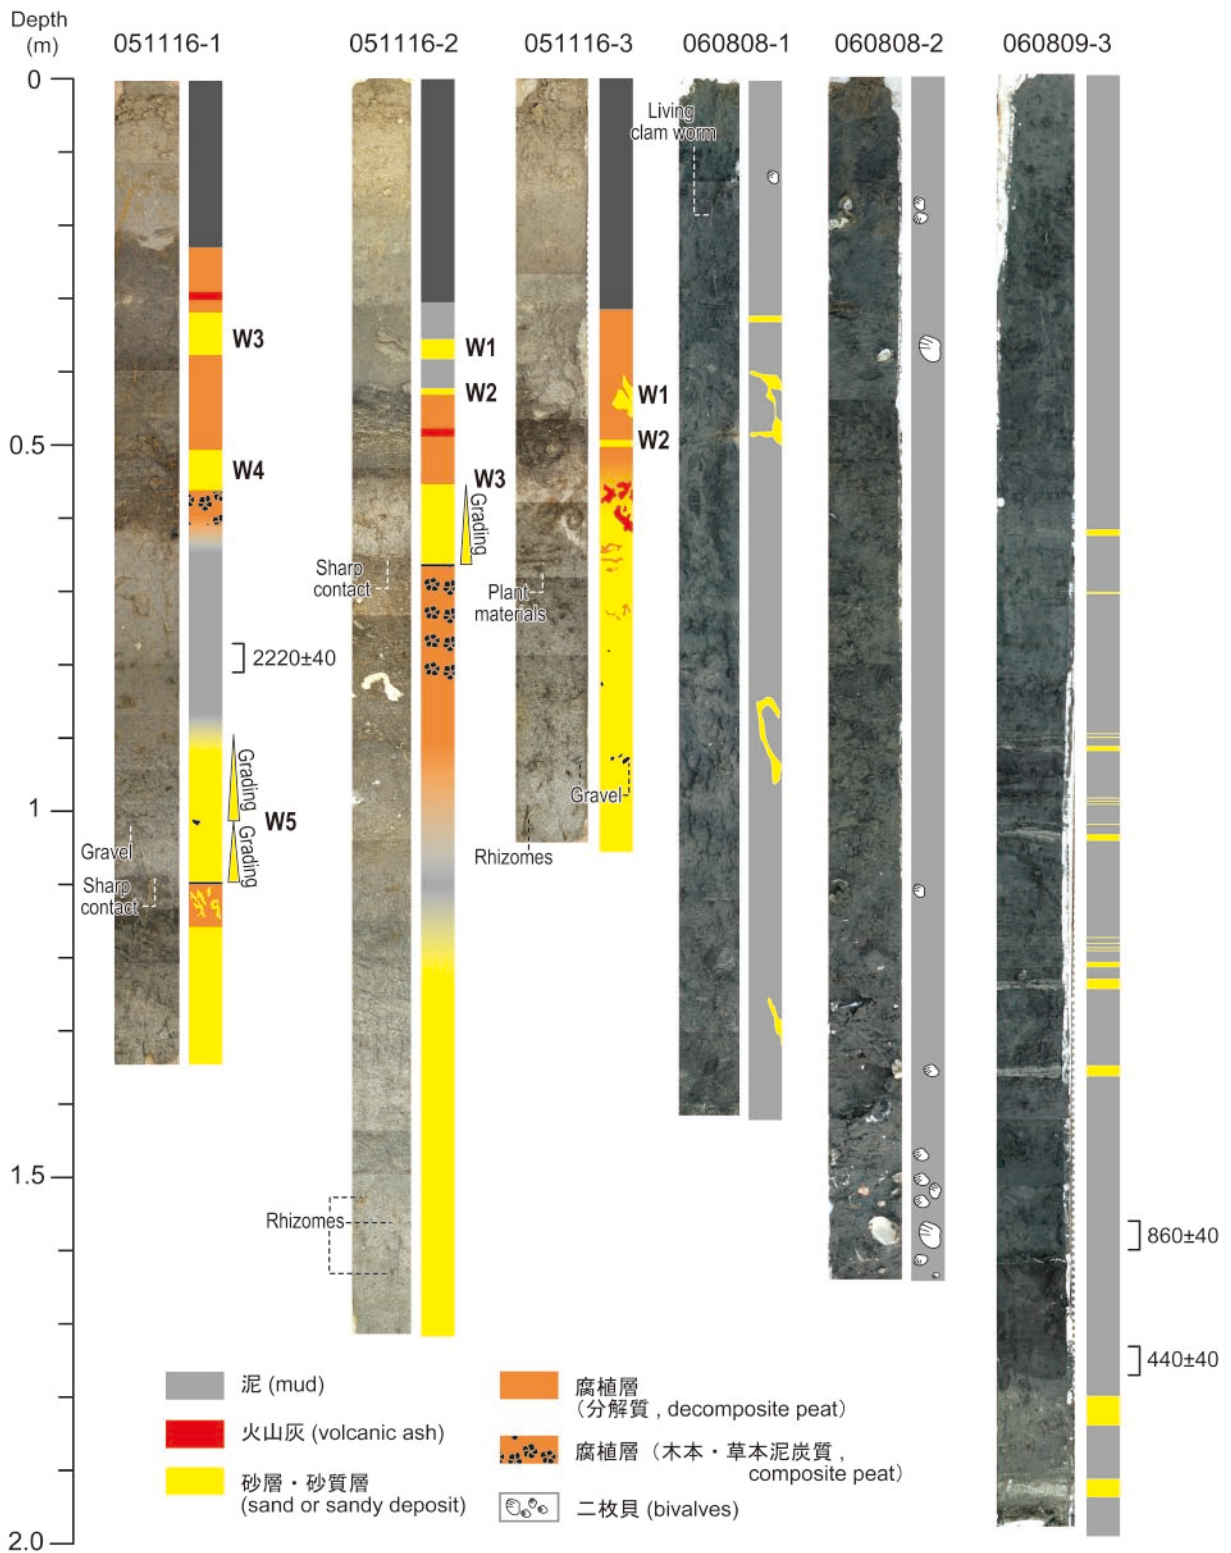 Depth
(m)
051116-1
051116-2
051116-3
060808-1
060808-2
060809-3
0
0.5
1
1.5
2.0
W3
W4
2220±40
Grading
Grading
W5
Gravel
Sharp
contact
W1
W2
W3
Grading
Sharp
contact
Rhizomes
W1
W2
Plant
materials
Gravel
Rhizomes
Living
clam worm
860±40
440±40
泥 (mud)
火山灰 (volcanic ash)
砂層・砂質層
(sand or sandy deposit)
腐植層
（分解質 , decomposite peat）
腐植層（木本・草本泥炭質 ,
composite peat）
二枚貝 (bivalves)